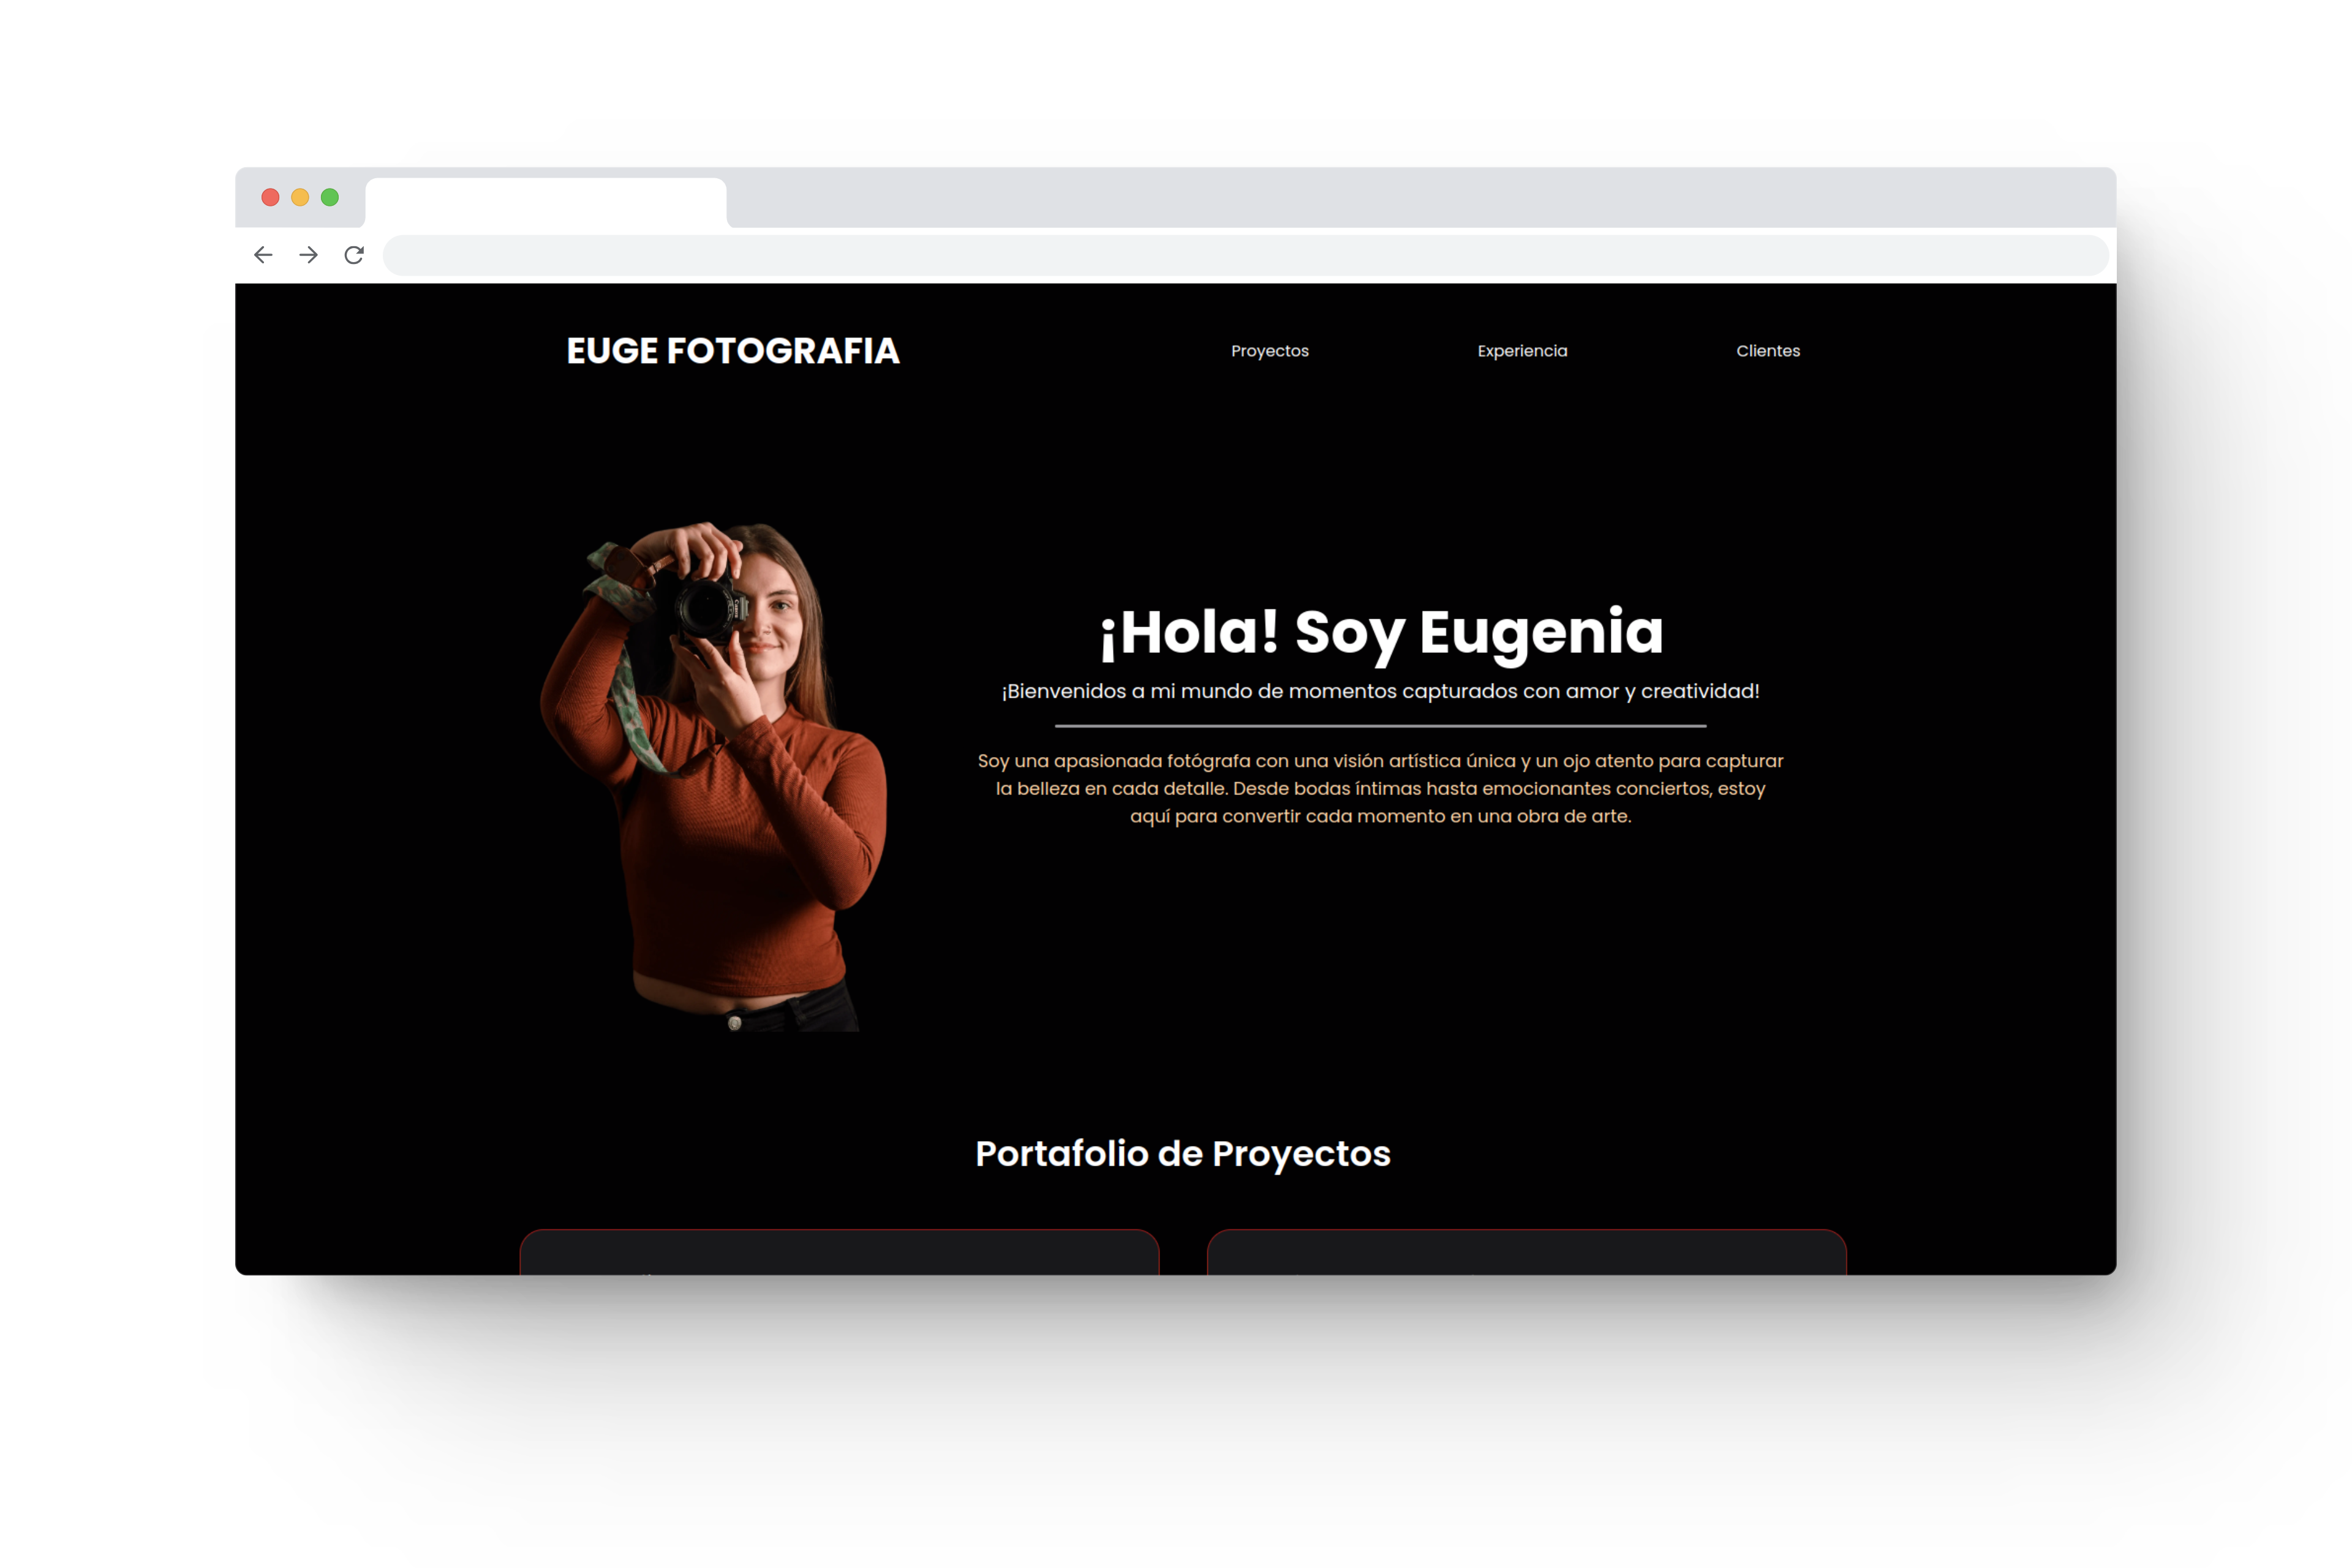 EUGE FOTOGRAFIA
Proyectos
Experiencia
Clientes
¡Hola! Soy Eugenia
¡Bienvenidos a mi mundo de momentos capturados con amor y creatividad!
Soy una apasionada fotógrafa con una visión artística única y un ojo atento para capturar
la belleza en cada detalle. Desde bodas íntimas hasta emocionantes conciertos, estoy
aquí para convertir cada momento en una obra de arte.
Portafolio de Proyectos